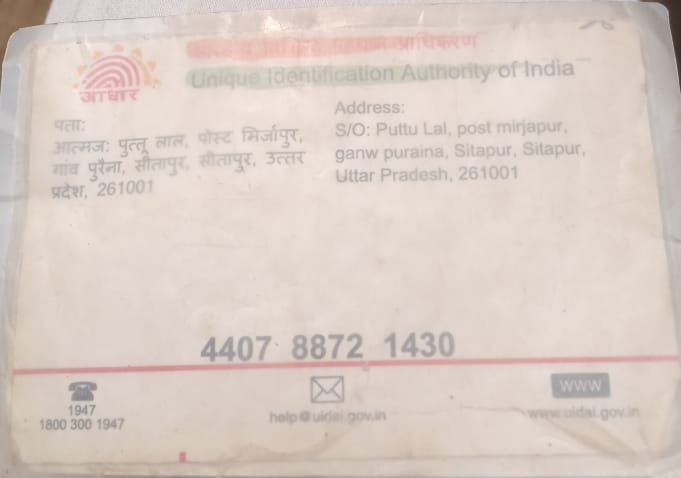 भारतीय विशिष्ट पहचान प्राधिकरण
Unique Identification Authority of India
आधार
पता:
आत्मज: पुत्तू लाल, पोस्ट मिर्जापुर,
गांव पुरैना, सीतापुर, सीतापुर, उत्तर
प्रदेश, 261001
Address:
S/O: Puttu Lal, post mirjapur,
ganw puraina, Sitapur, Sitapur,
Uttar Pradesh, 261001
4407 8872 1430
1947
1800 300 1947
help@uidai.gov.in
WWW
www.uidai.gov.in